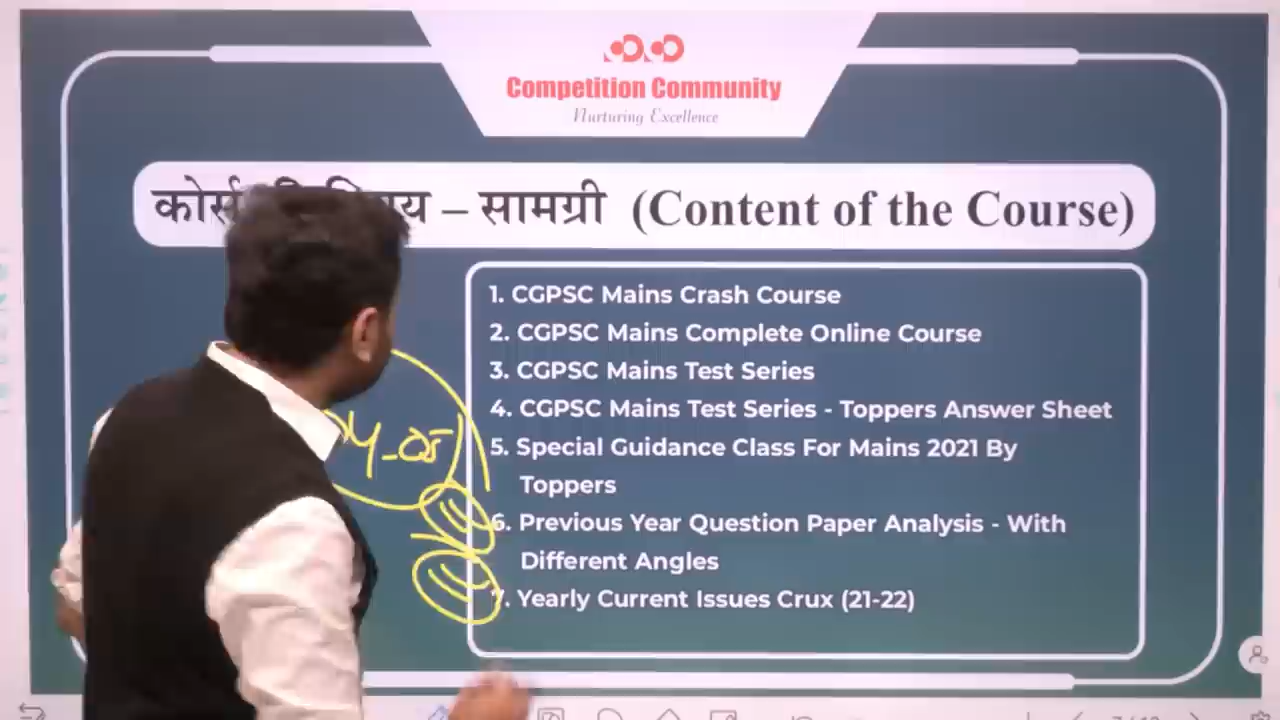 Competition Community
Nurturing Excellence
– सामग्री (Content of the Course)
1. CGPSC Mains Crash Course
2. CGPSC Mains Complete Online Course
3. CGPSC Mains Test Series
4. CGPSC Mains Test Series - Toppers Answer Sheet
5. Special Guidance Class For Mains 2021 By
Toppers
6. Previous Year Question Paper Analysis - With
Different Angles
7. Yearly Current Issues Crux (21-22)